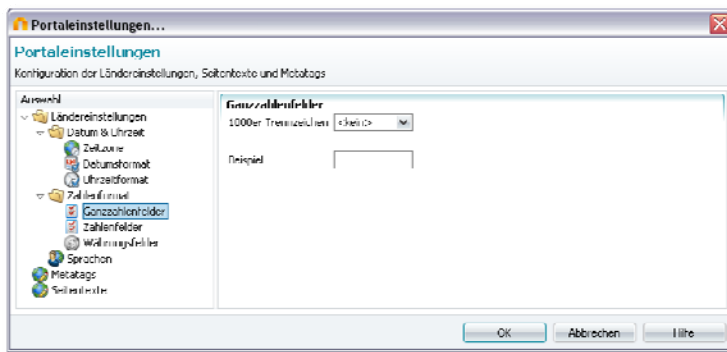 Portaleinstellungen...
Portaleinstellungen
Konfiguration der Ländereinstellungen, Seitentexte und Metatags
Auswahl
Ländereinstellungen
Datum & Uhrzeit
Zeitzone
Datumsformat
Uhrzeitformat
Zahlenformat
Ganzzahlenfelder
Zahlenfelder
Währungsfelder
Sprachen
Metatags
Seitentexte
Ganzzahlenfelder
1000er Trennzeichen <kein>
Beispiel
OK Abbrechen Hilfe